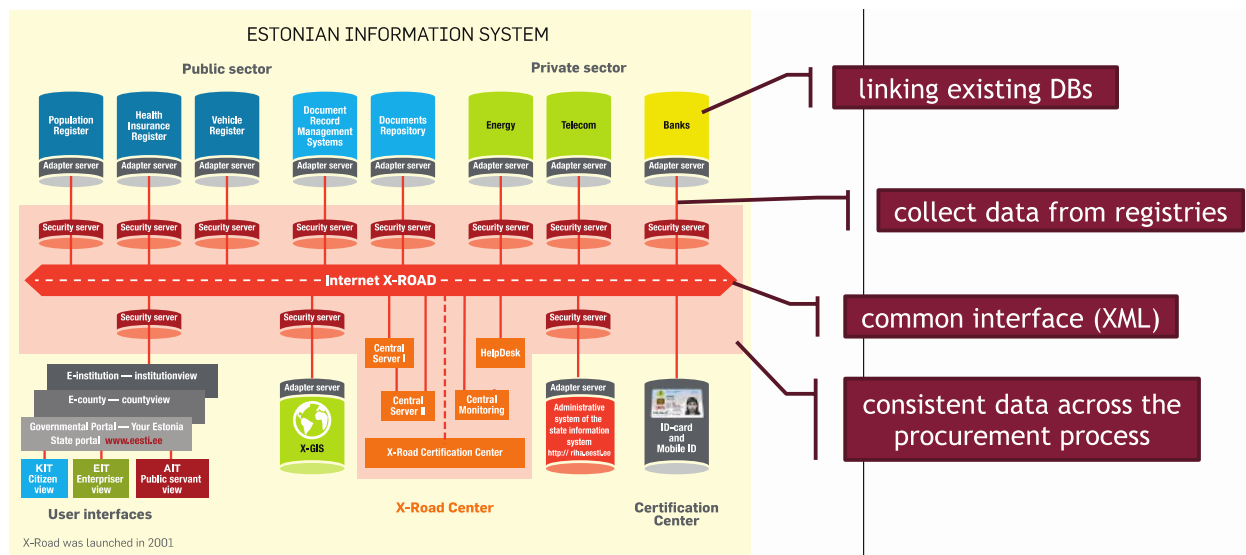 ESTONIAN INFORMATION SYSTEM
Public sector
Private sector
Population
Register
Adapter server
Health
Insurance
Register
Adapter server
Vehicle
Register
Adapter server
Document
Record
Management
Systems
Adapter server
Documents
Repository
Adapter server
Energy
Adapter server
Telecom
Adapter server
Banks
Adapter server
linking existing DBs
collect data from registries
Security server
Security server
Security server
Security server
Security server
Security server
Security server
Security server
Internet X-ROAD
common interface (XML)
Security server
Security server
Security server
Central
Server I
Central
Server II
Central
Monitoring
HelpDesk
X-Road Certification Center
E-institution — institutionview
E-county — countyview
Governmental Portal — Your Estonia
State portal www.eesti.ee
KIT
Citizen
view
EIT
Enterpriser
view
AIT
Public servant
view
User interfaces
Adapter server
X-GIS
X-Road Center
Adapter server
Administrative
system of the
state information
system
http:// riha.eesti.ee
ID-card
and
Mobile ID
Certification
Center
consistent data across the
procurement process
X-Road was launched in 2001